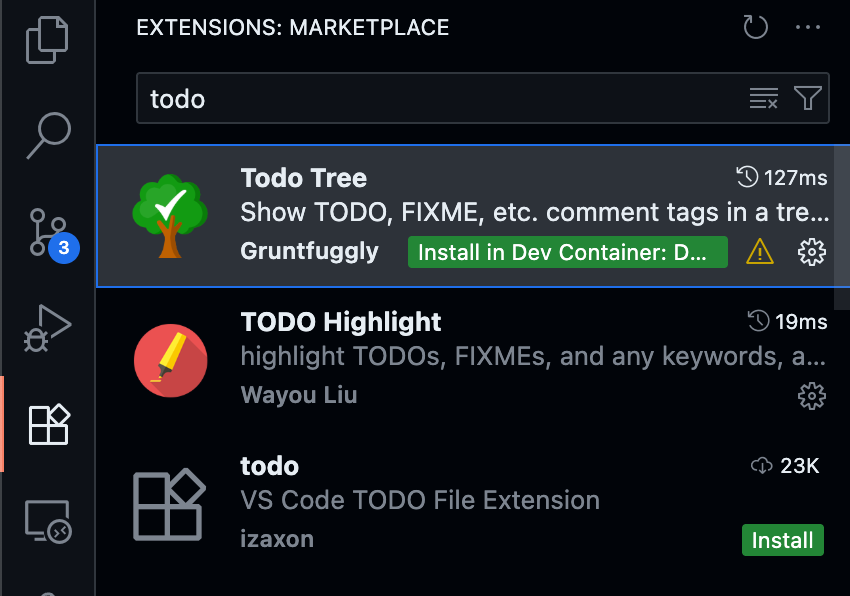 EXTENSIONS: MARKETPLACE
todo
Todo Tree 127ms
Show TODO, FIXME, etc. comment tags in a tre...
Gruntfuggly Install in Dev Container: D...
3
TODO Highlight 19ms
highlight TODOs, FIXMEs, and any keywords, a...
Wayou Liu
todo 23K
VS Code TODO File Extension
izaxon
Install